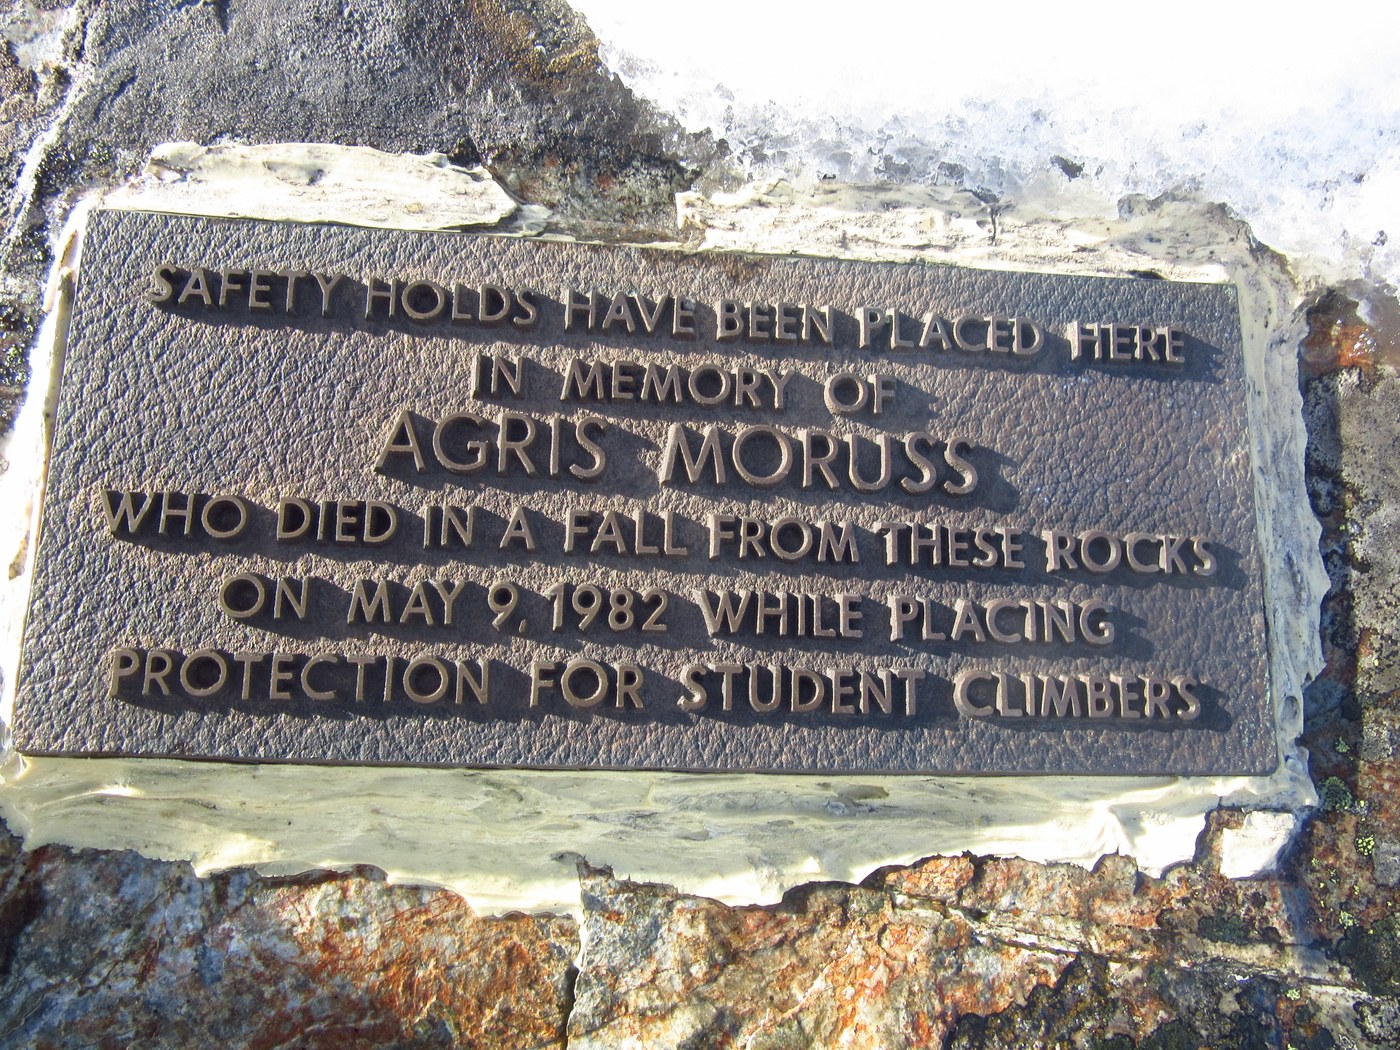 SAFETY HOLDS HAVE BEEN PLACED HERE
IN MEMORY OF
AGRIS MORUSS
WHO DIED IN A FALL FROM THESE ROCKS
ON MAY 9, 1982 WHILE PLACING
PROTECTION FOR STUDENT CLIMBERS